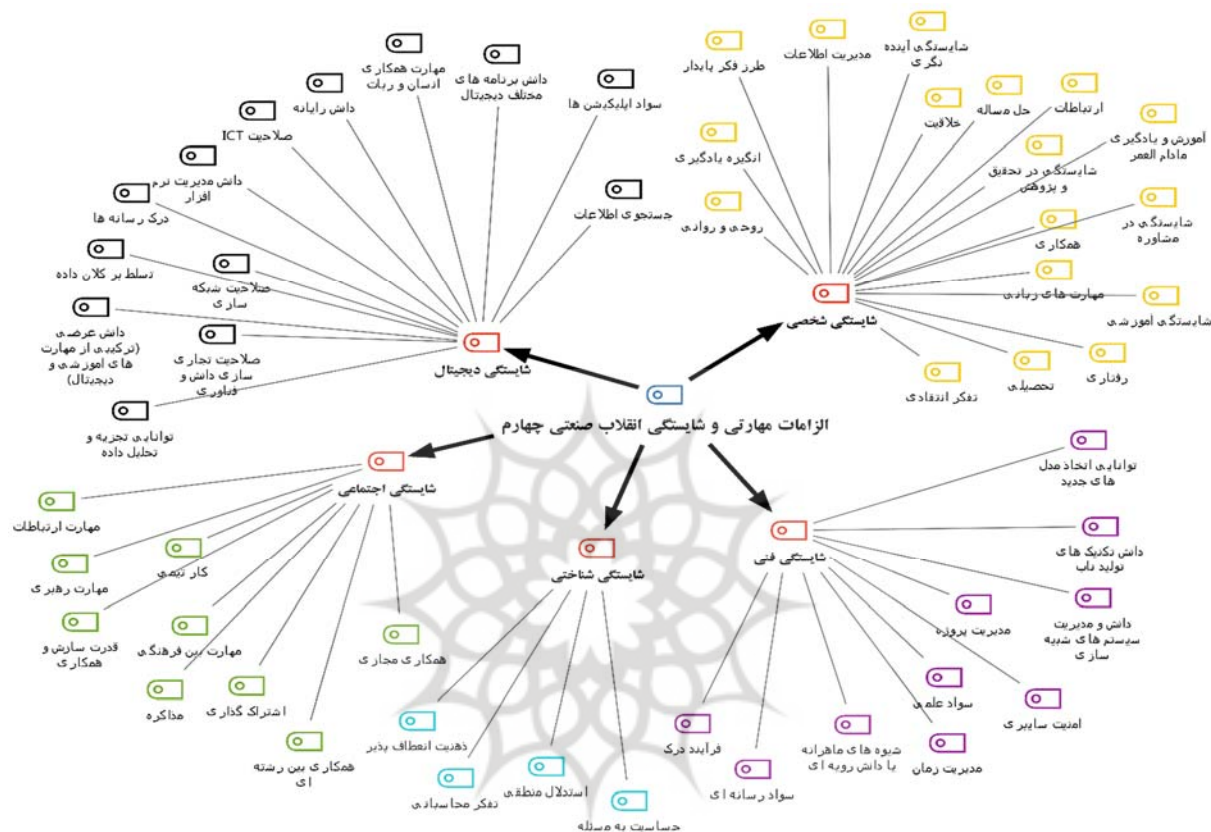 شایستگی آینده
نگری
مدیریت اطلاعات
طرز فکر پایدار
ارتباطات
حل مساله
خلاقیت
آموزش و یادگیری
مادام العمر
انگیزه یادگیری
شایستگی در تحقیق
و پژوهش
روحی و روانی
شایستگی در
مشاوره
همکاری
مهارت های زبانی
شایستگی آموزشی
رفتاری
تحصیلی
تفکر انتقادی
شایستگی شخصی
مهارت همکاری
انسان و ربات
دانش برنامه های
مختلف دیجیتال
سواد اپلیکیشن ها
دانش رایانه
صلاحیت ICT
دانش مدیریت نرم
افزار
درک رسانه ها
جستجوی اطلاعات
تسلط بر کلان داده
صلاحیت شبکه
سازی
دانش عرضی
(ترکیبی از مهارت
های اموزشی و
دیجیتال)
صلاحیت تجاری
سازی دانش و
فناوری
توانایی تجزیه و
تحلیل داده
شایستگی دیجیتال
الزامات مهارتی و شایستگی انقلاب صنعتی چهارم
شایستگی اجتماعی
مهارت ارتباطات
مهارت رهبری
کار تیمی
قدرت سازش و
همکاری
مهارت بین فرهنگی
همکاری مجازی
مذاکره
اشتراک گذاری
همکاری بین رشته
ای
شایستگی شناختی
ذهنیت انعطاف پذیر
تفکر محاسباتی
استدلال منطقی
حساسیت به مسئله
شایستگی فنی
توانایی اتخاذ مدل
های جدید
دانش تکنیک های
تولید ناب
دانش و مدیریت
سیستم های شبیه
سازی
مدیریت پروژه
سواد علمی
امنیت سایبری
مدیریت زمان
شیوه های ماهرانه
یا دانش رویه ای
فرآیند درک
سواد رسانه ای